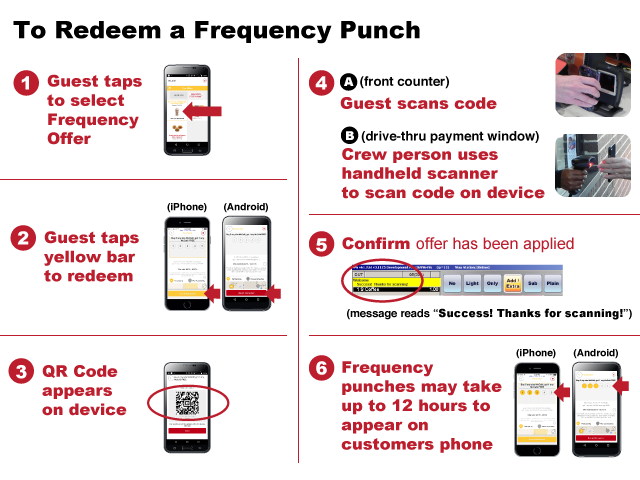 To Redeem a Frequency Punch
1
Guest taps
to select
Frequency
Offer
2
(iPhone)
(Android)
Guest taps
yellow bar
to redeem
3
QR Code
appears
on device
4
A (front counter)
Guest scans code
B (drive-thru payment window)
Crew person uses
handheld scanner
to scan code on device
5
Confirm offer has been applied
OUT
Welcome
Success! Thanks for scanning!
No
Light
Only
Add / Extra
Sub
Plain
(message reads “Success! Thanks for scanning!”)
6
(iPhone)
(Android)
Frequency
punches may take
up to 12 hours to
appear on
customers phone